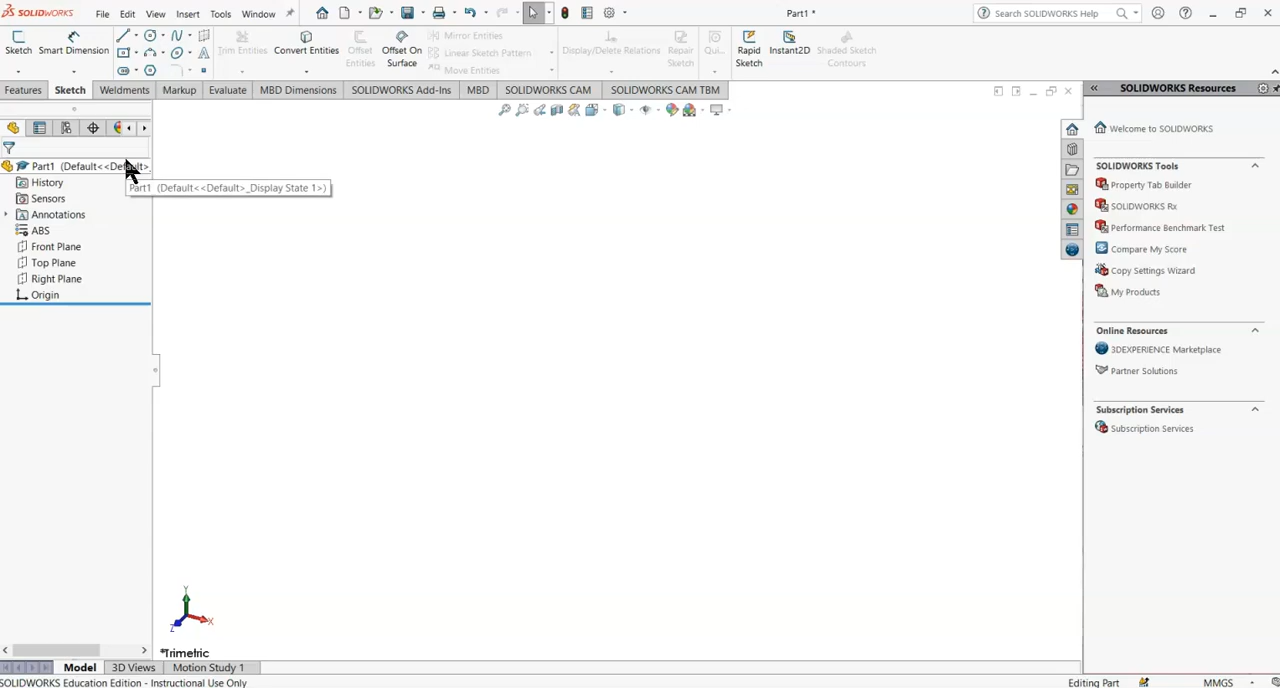 SOLIDWORKS File Edit View Insert Tools Window Part1 * Search SOLIDWORKS Help
Sketch Smart Dimension Trim Entities Convert Entities Offset Entities Offset On Surface Mirror Entities Linear Sketch Pattern Move Entities Display/Delete Relations Repair Sketch Qui... Rapid Sketch Instant2D Shaded Sketch Contours
Features Sketch Weldments Markup Evaluate MBD Dimensions SOLIDWORKS Add-Ins MBD SOLIDWORKS CAM SOLIDWORKS CAM TBM
Part1 (Default<<Default>_
Part1 (Default<<Default>_Display State 1>)
History
Sensors
Annotations
ABS
Front Plane
Top Plane
Right Plane
Origin
Y
X
Z
*Trimetric
SOLIDWORKS Resources
Welcome to SOLIDWORKS
SOLIDWORKS Tools
Property Tab Builder
SOLIDWORKS Rx
Performance Benchmark Test
Compare My Score
Copy Settings Wizard
My Products
Online Resources
3DEXPERIENCE Marketplace
Partner Solutions
Subscription Services
Subscription Services
Model 3D Views Motion Study 1
SOLIDWORKS Education Edition - Instructional Use Only Editing Part MMGS